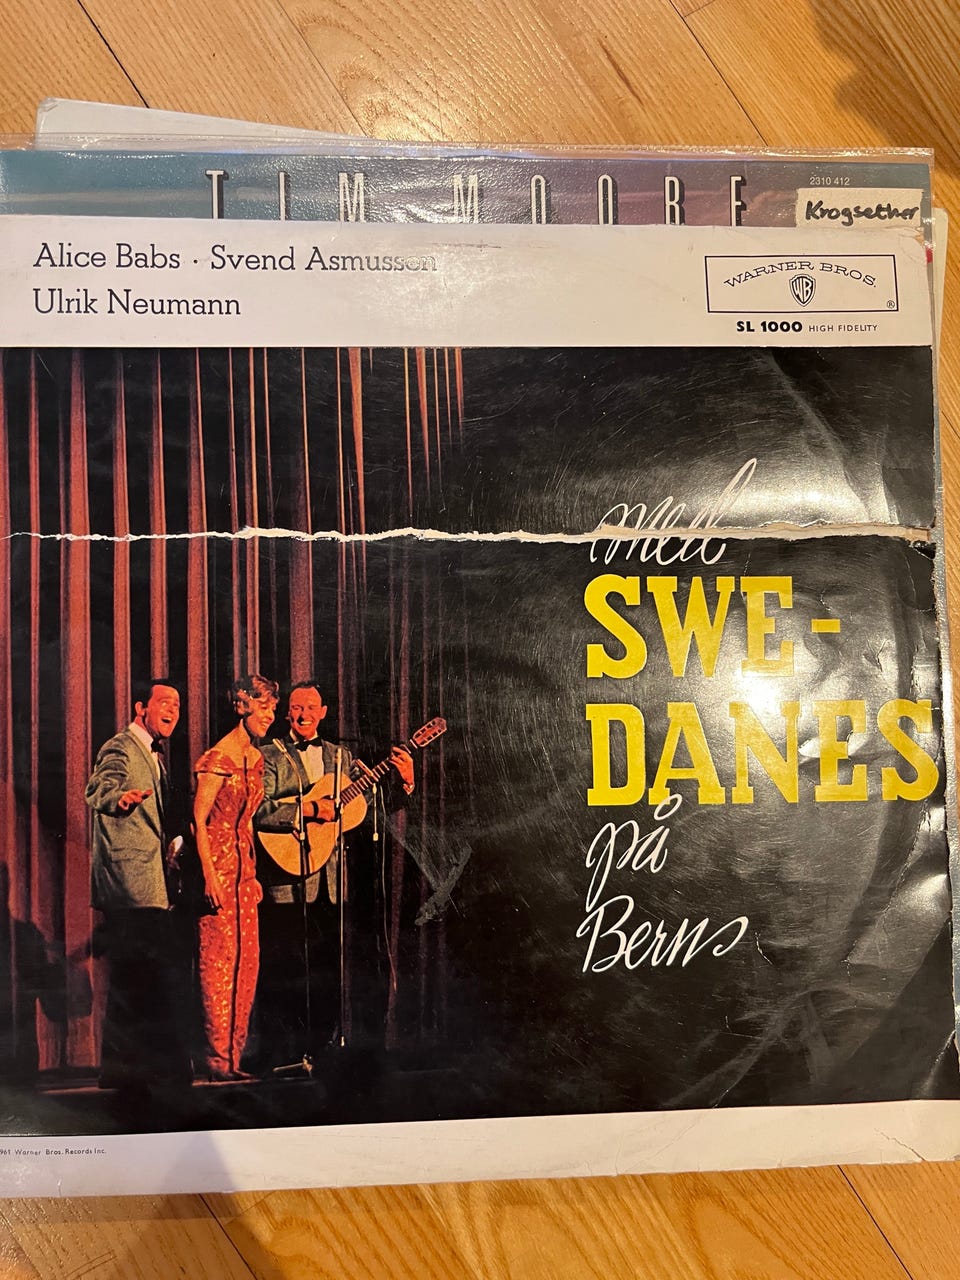 TIM MOORE
2310 412
Krogsether
Alice Babs · Svend Asmussen
Ulrik Neumann
WARNER BROS.
WB
®
SL 1000 HIGH FIDELITY
med
SWE-
DANES
på
Berns
961 Warner Bros. Records Inc.